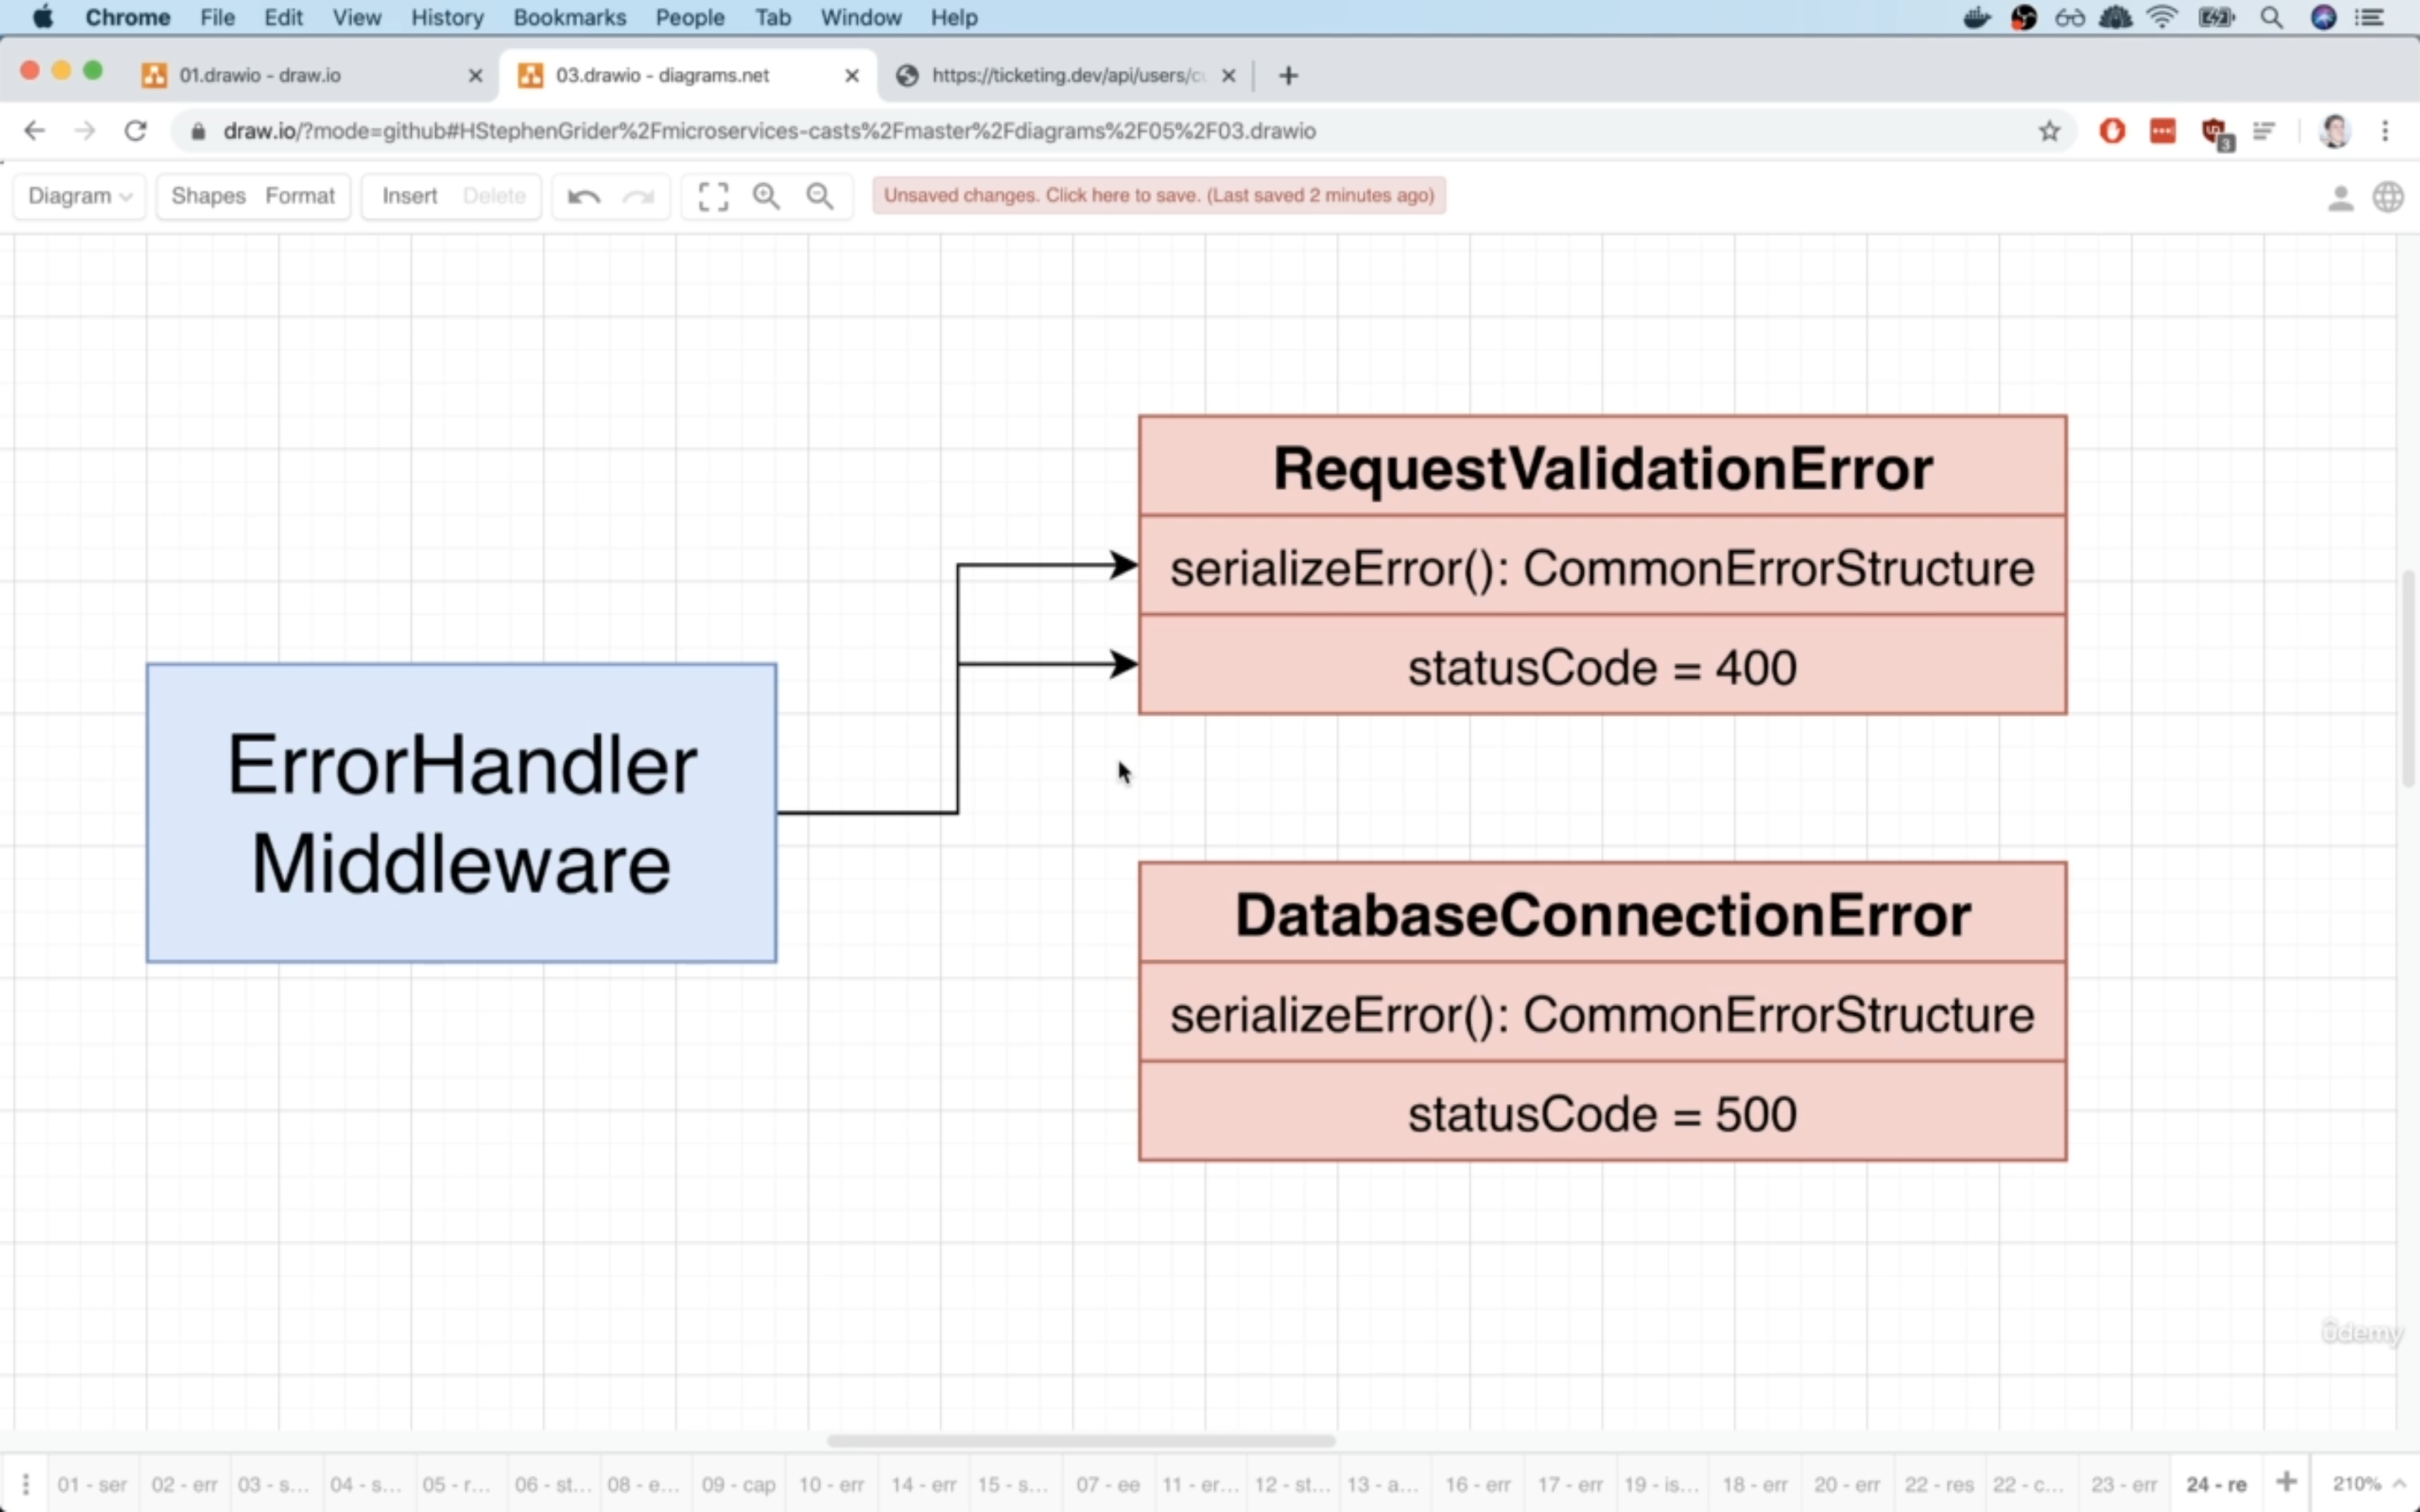 Chrome File Edit View History Bookmarks People Tab Window Help
01.drawio - draw.io
03.drawio - diagrams.net
https://ticketing.dev/api/users/c
draw.io/?mode=github#HStephenGrider%2Fmicroservices-casts%2Fmaster%2Fdiagrams%2F05%2F03.drawio
3
Diagram Shapes Format Insert Delete Unsaved changes. Click here to save. (Last saved 2 minutes ago)
RequestValidationError
serializeError(): CommonErrorStructure
statusCode = 400
ErrorHandler
Middleware
DatabaseConnectionError
serializeError(): CommonErrorStructure
statusCode = 500
ûdemy
01 - ser 02 - err 03 - s... 04 - s... 05 - r... 06 - st... 08 - e... 09 - cap 10 - err 14 - err 15 - s... 07 - ee 11 - er... 12 - st... 13 - a... 16 - err 17 - err 19 - is... 18 - err 20 - err 22 - res 22 - c... 23 - err 24 - re 210%